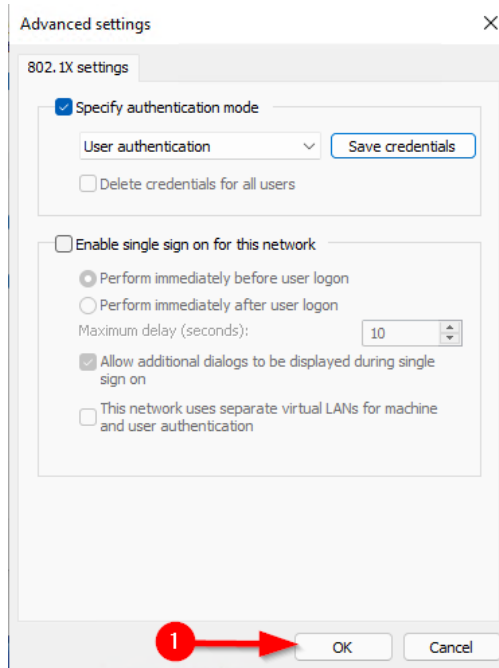 Advanced settings
802.1X settings
Specify authentication mode
User authentication
Save credentials
Delete credentials for all users
Enable single sign on for this network
Perform immediately before user logon
Perform immediately after user logon
Maximum delay (seconds):
10
Allow additional dialogs to be displayed during single
sign on
This network uses separate virtual LANs for machine
and user authentication
1
OK
Cancel